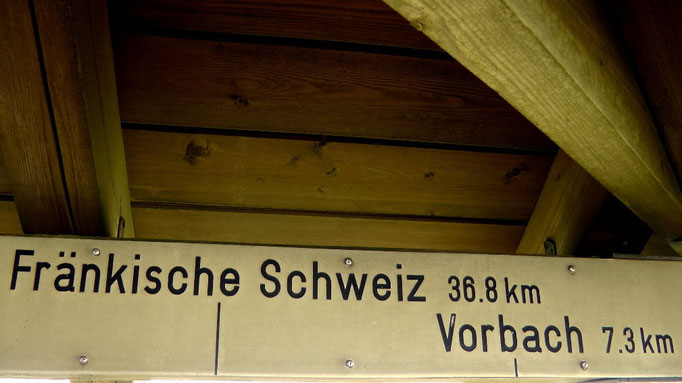 Fränkische Schweiz 36.8 km
Vorbach 7.3 km